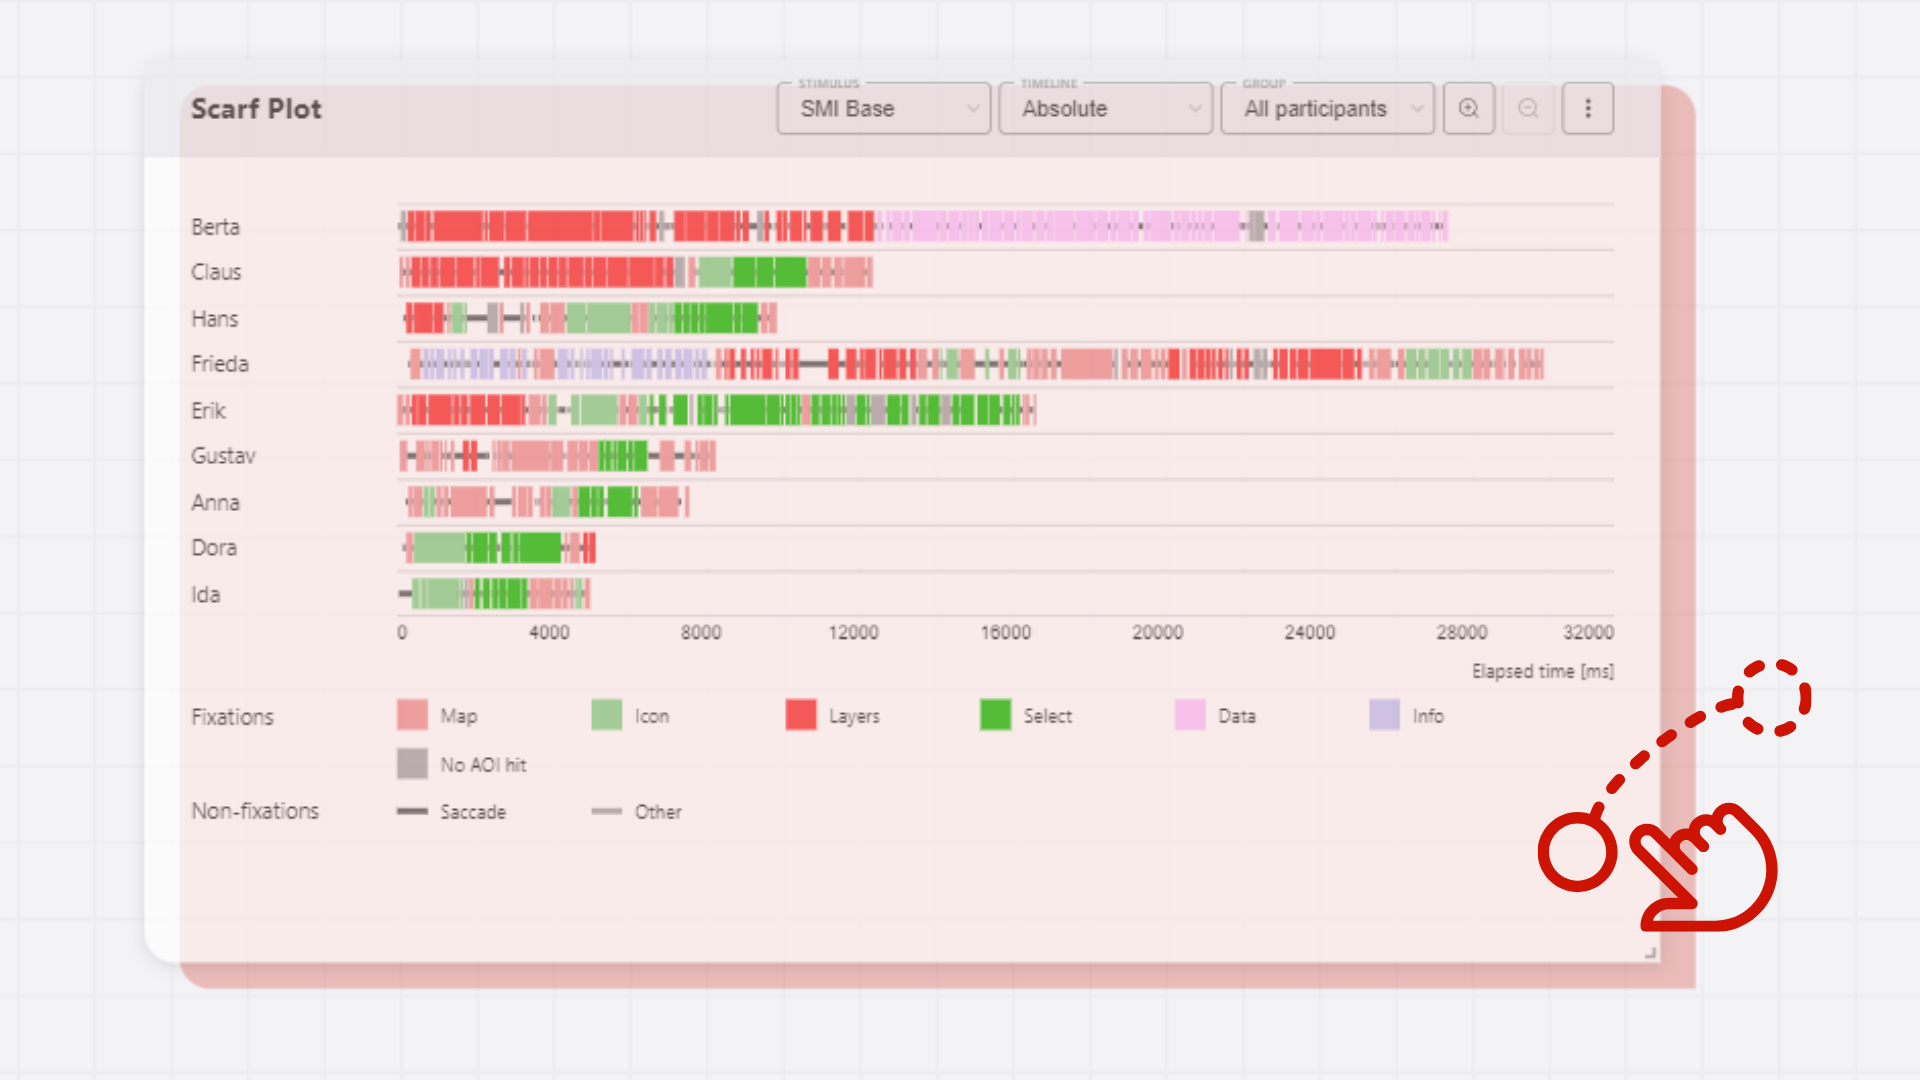 STIMULUS TIMELINE GROUP
Scarf Plot SMI Base Absolute All participants
Berta
Claus
Hans
Frieda
Erik
Gustav
Anna
Dora
Ida
0 4000 8000 12000 16000 20000 24000 28000 32000
Elapsed time [ms]
Fixations Map Icon Layers Select Data Info
No AOI hit
Non-fixations Saccade Other